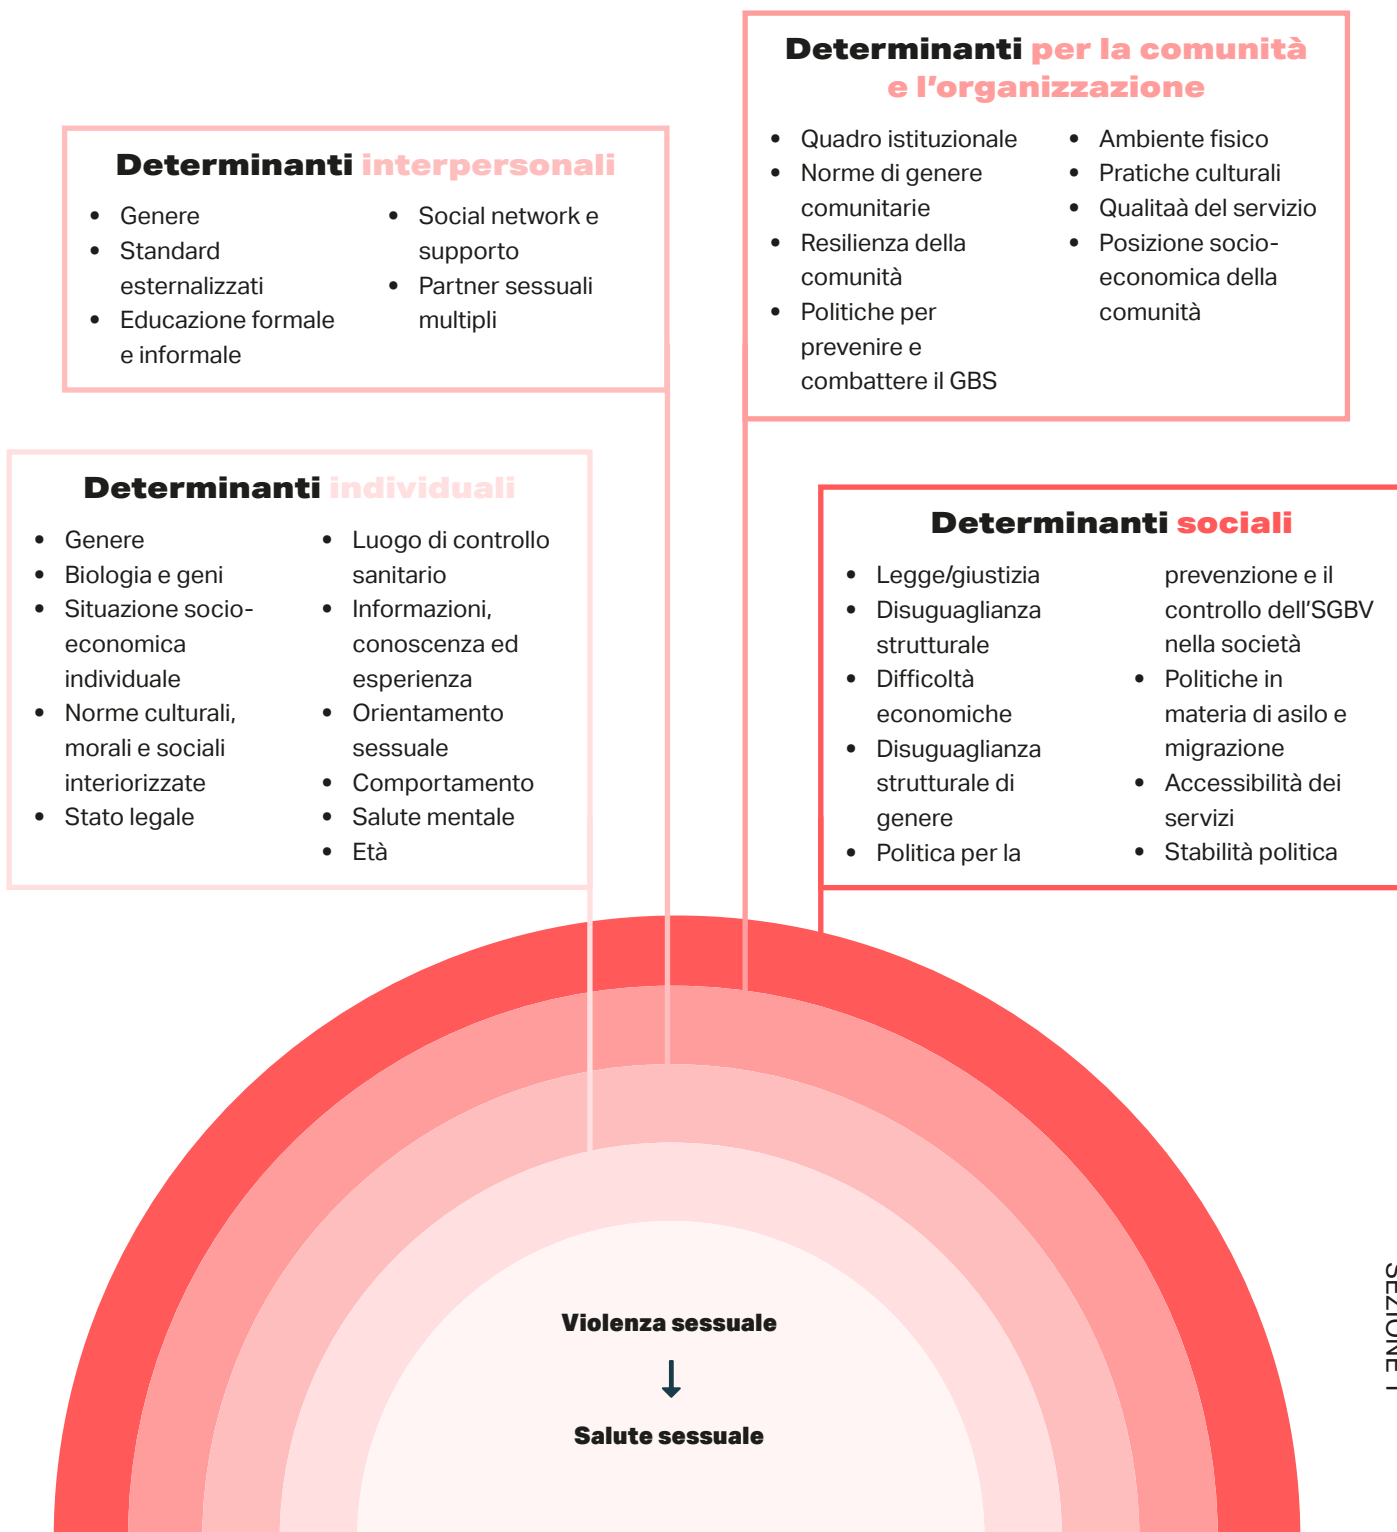 Determinanti per la comunità
e l'organizzazione
• Quadro istituzionale
• Norme di genere
comunitarie
• Resilienza della
comunità
• Politiche per
prevenire e
combattere il GBS
• Ambiente fisico
• Pratiche culturali
• Qualitaà del servizio
• Posizione socio-
economica della
comunità
Determinanti interpersonali
• Genere
• Standard
esternalizzati
• Educazione formale
e informale
• Social network e
supporto
• Partner sessuali
multipli
Determinanti individuali
• Genere
• Biologia e geni
• Situazione socio-
economica
individuale
• Norme culturali,
morali e sociali
interiorizzate
• Stato legale
• Luogo di controllo
sanitario
• Informazioni,
conoscenza ed
esperienza
• Orientamento
sessuale
• Comportamento
• Salute mentale
• Età
Determinanti sociali
• Legge/giustizia
• Disuguaglianza
strutturale
• Difficoltà
economiche
• Disuguaglianza
strutturale di
genere
• Politica per la
prevenzione e il
controllo dell'SGBV
nella società
• Politiche in
materia di asilo e
migrazione
• Accessibilità dei
servizi
• Stabilità politica
Violenza sessuale
↓
Salute sessuale
SEZIONE 1